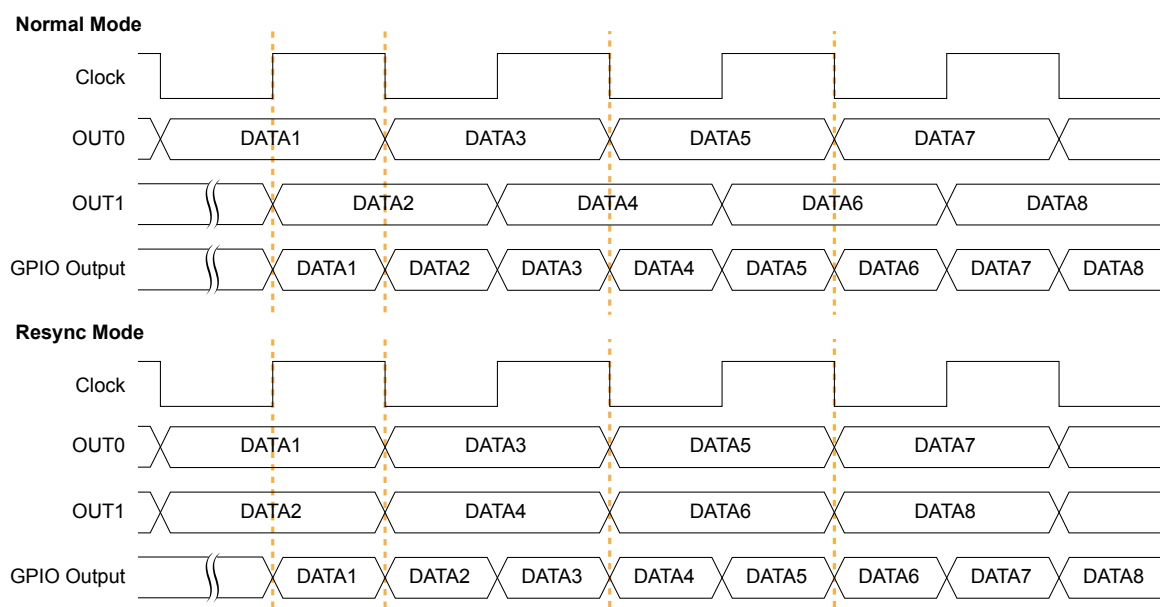 Normal Mode
Clock
OUT0 DATA1 DATA3 DATA5 DATA7
OUT1 DATA2 DATA4 DATA6 DATA8
GPIO Output DATA1 DATA2 DATA3 DATA4 DATA5 DATA6 DATA7 DATA8
Resync Mode
Clock
OUT0 DATA1 DATA3 DATA5 DATA7
OUT1 DATA2 DATA4 DATA6 DATA8
GPIO Output DATA1 DATA2 DATA3 DATA4 DATA5 DATA6 DATA7 DATA8